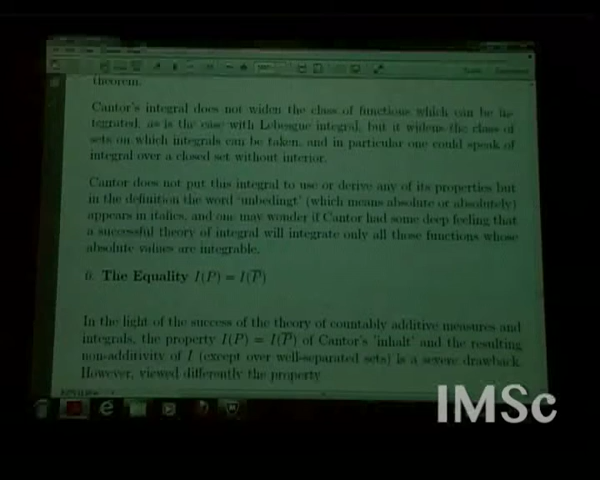 theorem.
Cantor's integral does not widen the class of functions which can be in-
tegrated, as is the case with Lebesgue integral, but it widens the class of
sets on which integrals can be taken, and in particular one could speak of
integral over a closed set without interior.
Cantor does not put this integral to use or derive any of its properties but
in the definition the word 'unbedingt' (which means absolute or absolutely)
appears in italics, and one may wonder if Cantor had some deep feeling that
a successful theory of integral will integrate only all those functions whose
absolute values are integrable.
6. The Equality I(P) = I(P̅)
In the light of the success of the theory of countably additive measures and
integrals, the property I(P) = I(P̅) of Cantor's 'inhalt' and the resulting
non-additivity of I (except over well-separated sets) is a severe drawback.
However, viewed differently the property
IMSc